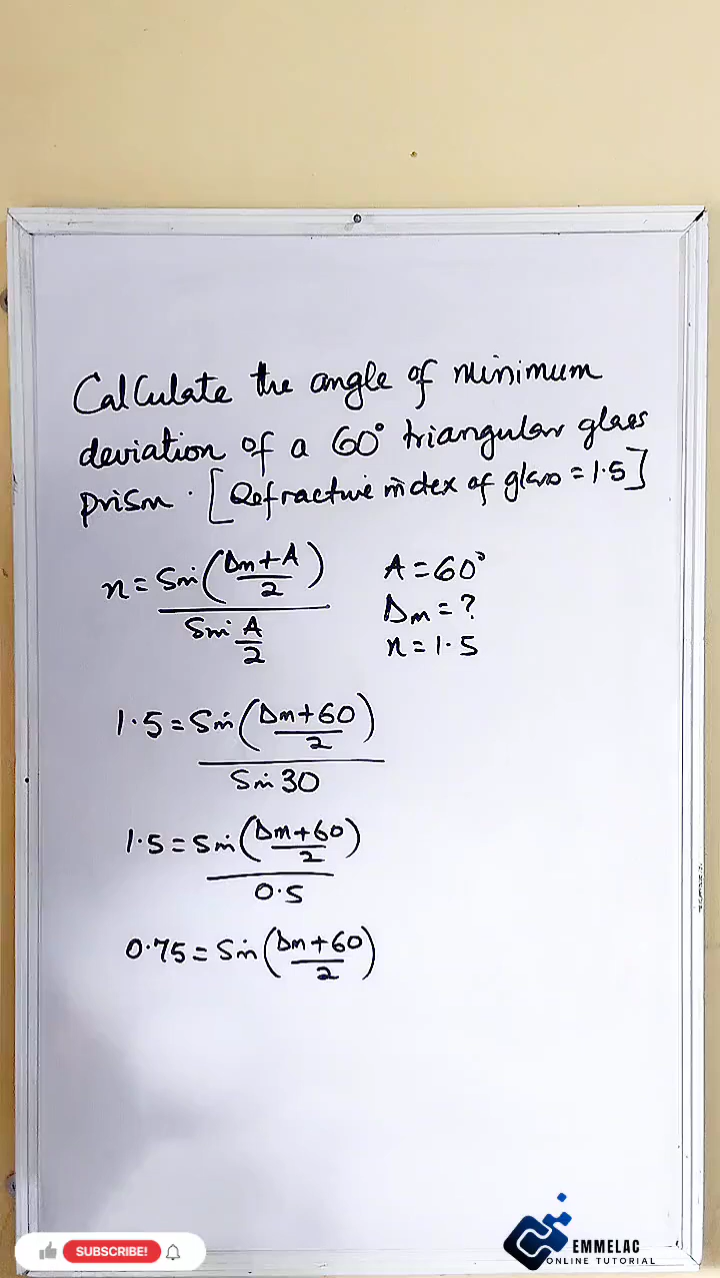 Calculate the angle of minimum
deviation of a 60° triangular glass
prism. [Refractive index of glass = 1.5]
n = Sin (Dm + A / 2) / Sin A/2
A = 60°
Dm = ?
n = 1.5
1.5 = Sin (Dm + 60 / 2) / Sin 30
1.5 = Sin (Dm + 60 / 2) / 0.5
0.75 = Sin (Dm + 60 / 2)
SUBSCRIBE!
EMMELAC
ONLINE TUTORIAL